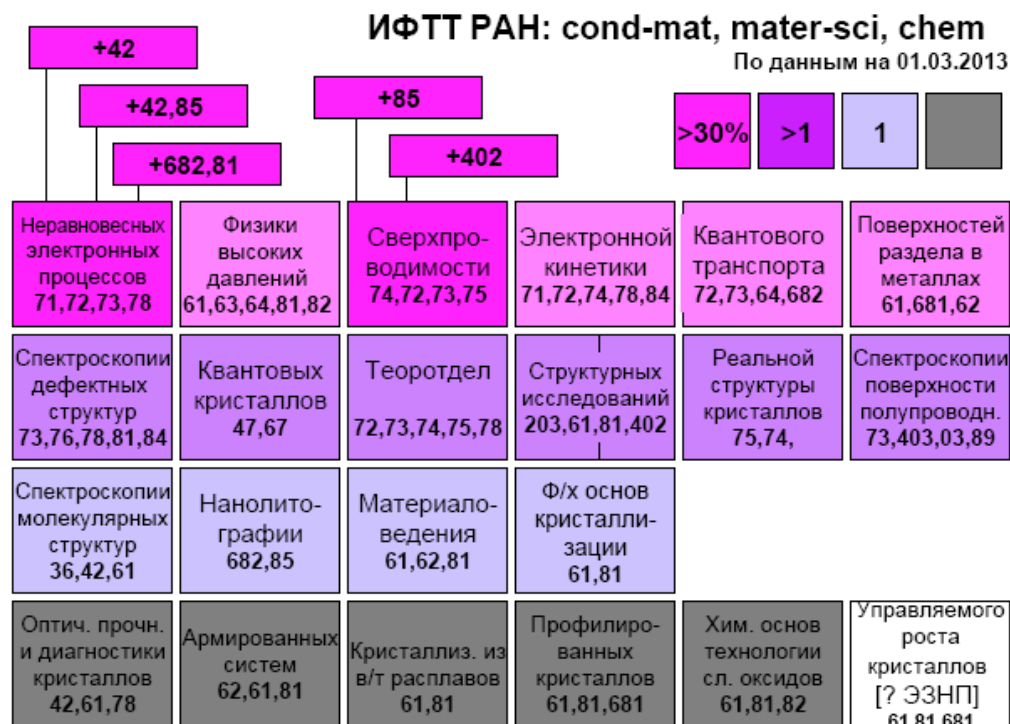 ИФТТ РАН: cond-mat, mater-sci, chem
По данным на 01.03.2013
+42
+42,85
+682,81
+85
+402
>30%
>1
1
Неравновесных
электронных
процессов
71,72,73,78
Физики
высоких
давлений
61,63,64,81,82
Сверхпро-
водимости
74,72,73,75
Электронной
кинетики
71,72,74,78,84
Квантового
транспорта
72,73,64,682
Поверхностей
раздела в
металлах
61,681,62
Спектроскопии
дефектных
структур
73,76,78,81,84
Квантовых
кристаллов
47,67
Теоротдел
72,73,74,75,78
Структурных
исследований
203,61,81,402
Реальной
структуры
кристаллов
75,74,
Спектроскопии
поверхности
полупроводн.
73,403,03,89
Спектроскопии
молекулярных
структур
36,42,61
Нанолито-
графии
682,85
Материало-
ведения
61,62,81
Ф/х основ
кристалли-
зации
61,81
Оптич. прочн.
и диагностики
кристаллов
42,61,78
Армированных
систем
62,61,81
Кристаллиз. из
в/т расплавов
61,81
Профилиро-
ванных
кристаллов
61,81,681
Хим. основ
технологии
сл. оксидов
61,81,82
Управляемого
роста
кристаллов
[? ЭЗНП]
61,81,681